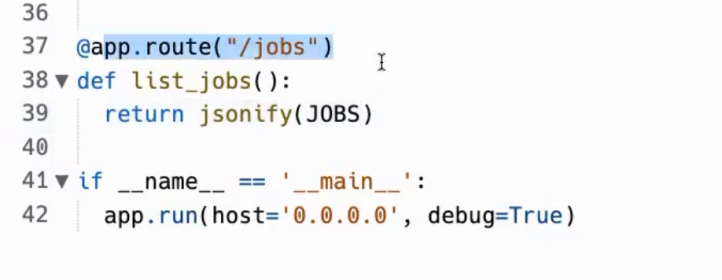 36
37 @app.route("/jobs")
38 def list_jobs():
39 return jsonify(JOBS)
40
41 if __name__ == '__main__':
42 app.run(host='0.0.0.0', debug=True)